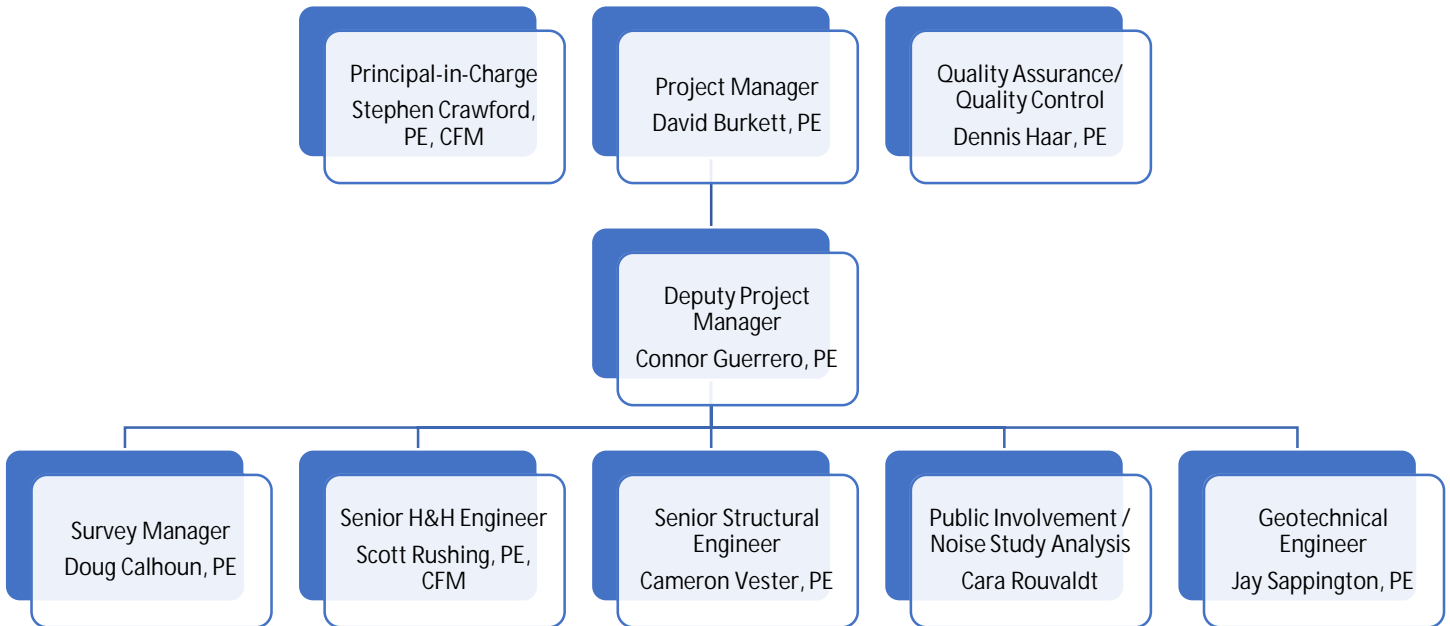 Principal-in-Charge
Stephen Crawford,
PE, CFM
Project Manager
David Burkett, PE
Quality Assurance/
Quality Control
Dennis Haar, PE
Deputy Project
Manager
Connor Guerrero, PE
Survey Manager
Doug Calhoun, PE
Senior H&H Engineer
Scott Rushing, PE,
CFM
Senior Structural
Engineer
Cameron Vester, PE
Public Involvement /
Noise Study Analysis
Cara Rouvaldt
Geotechnical
Engineer
Jay Sappington, PE